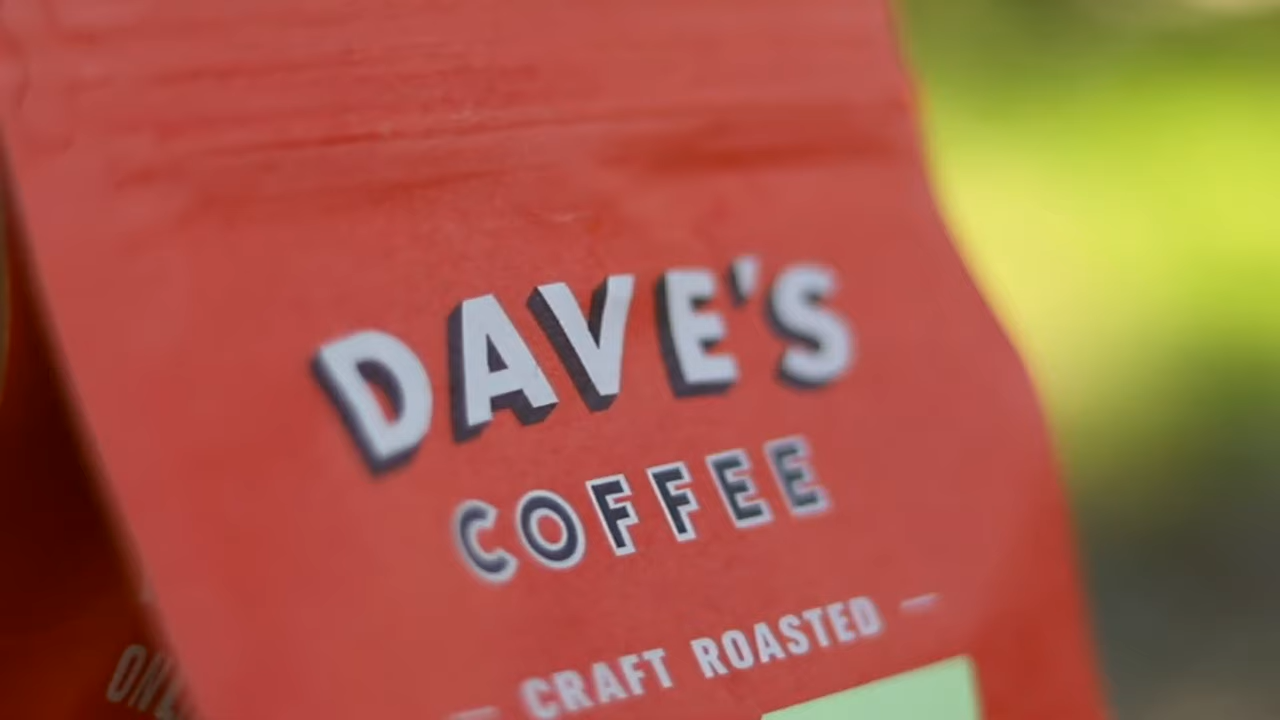 DAVE'S
COFFEE
— CRAFT ROASTED —